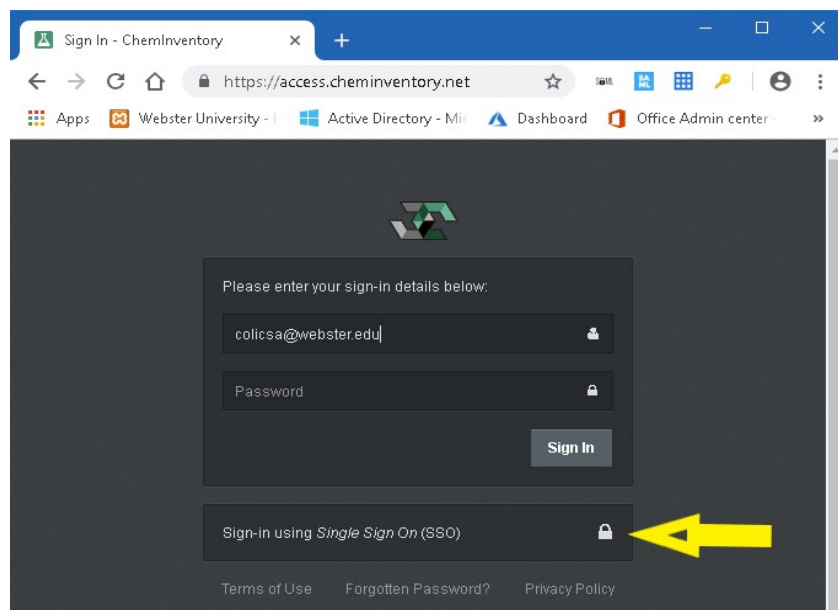 Sign In - ChemInventory
https://access.cheminventory.net
Apps Webster University - Active Directory - Mic Dashboard Office Admin center -
Please enter your sign-in details below:
colicsa@webster.edu
Password
Sign In
Sign-in using Single Sign On (SSO)
Terms of Use Forgotten Password? Privacy Policy